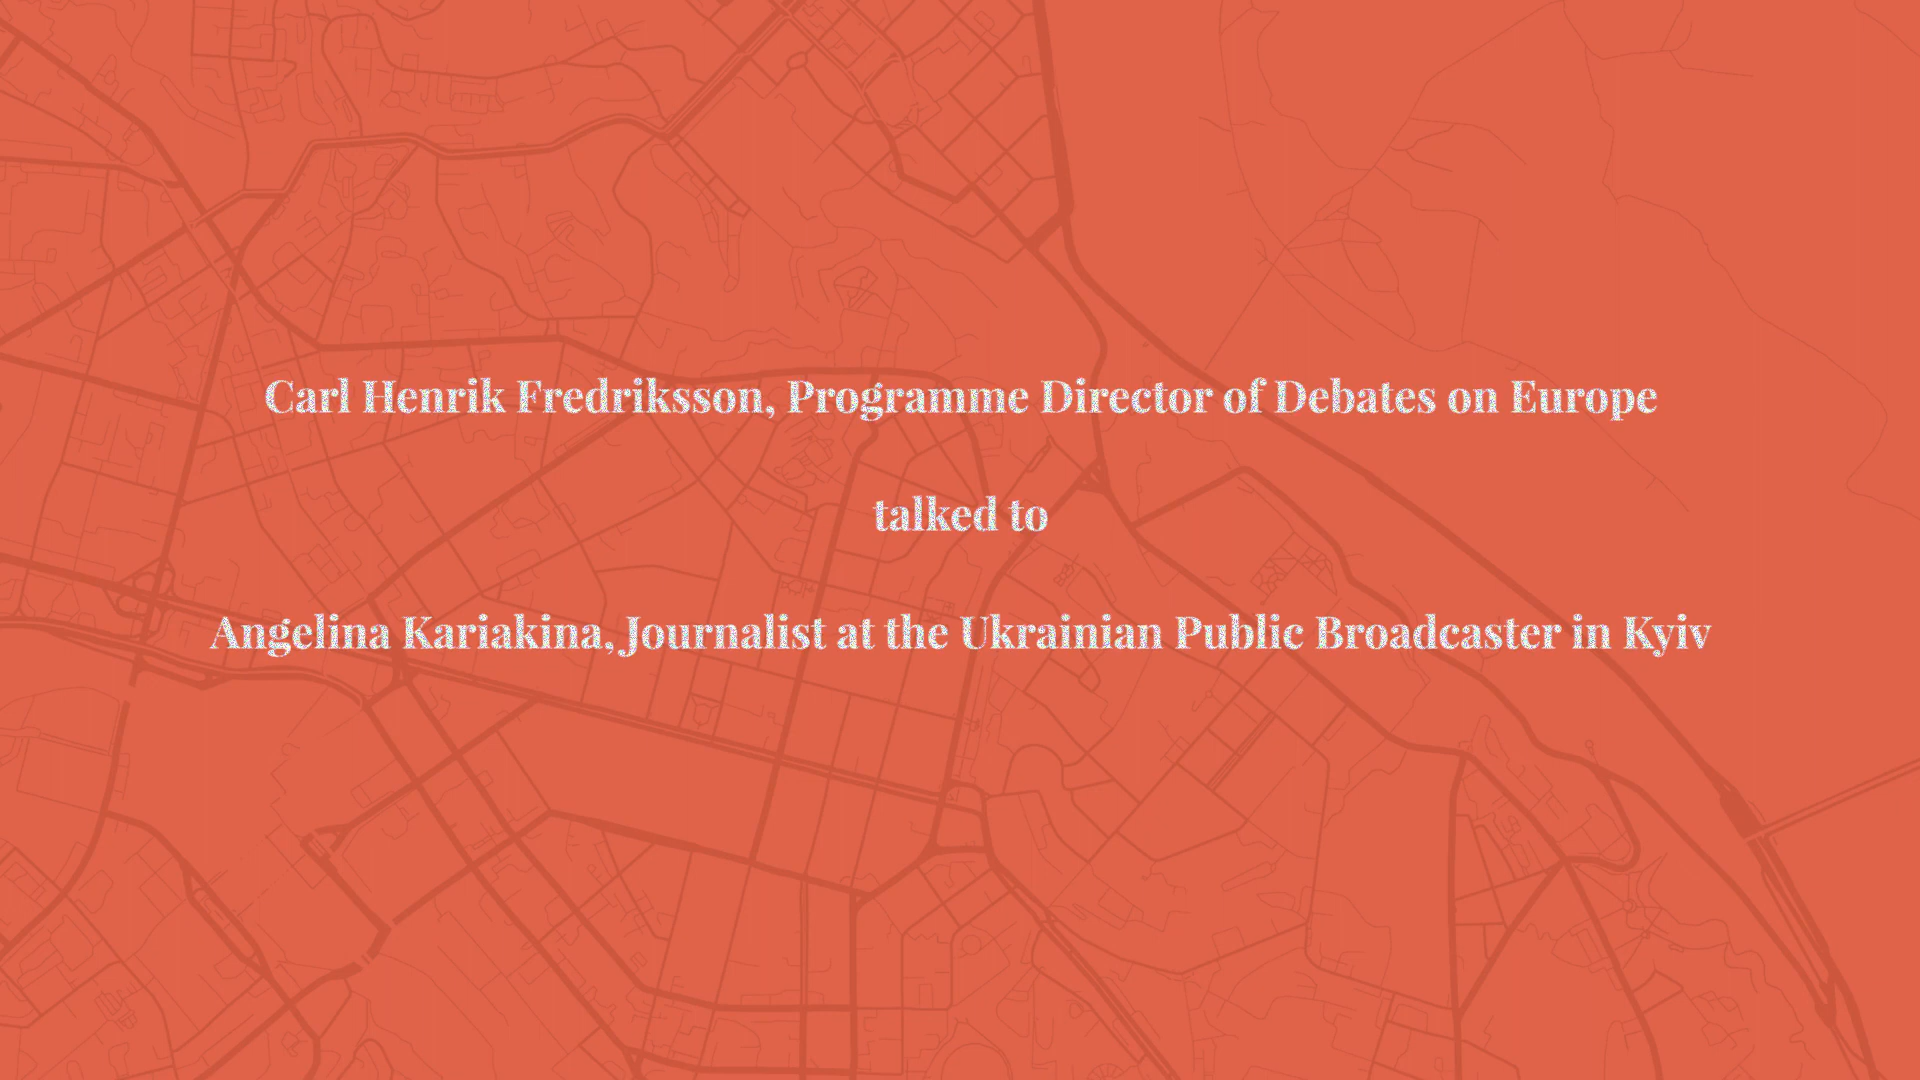 Carl Henrik Fredriksson, Programme Director of Debates on Europe
talked to
Angelina Kariakina, Journalist at the Ukrainian Public Broadcaster in Kyiv